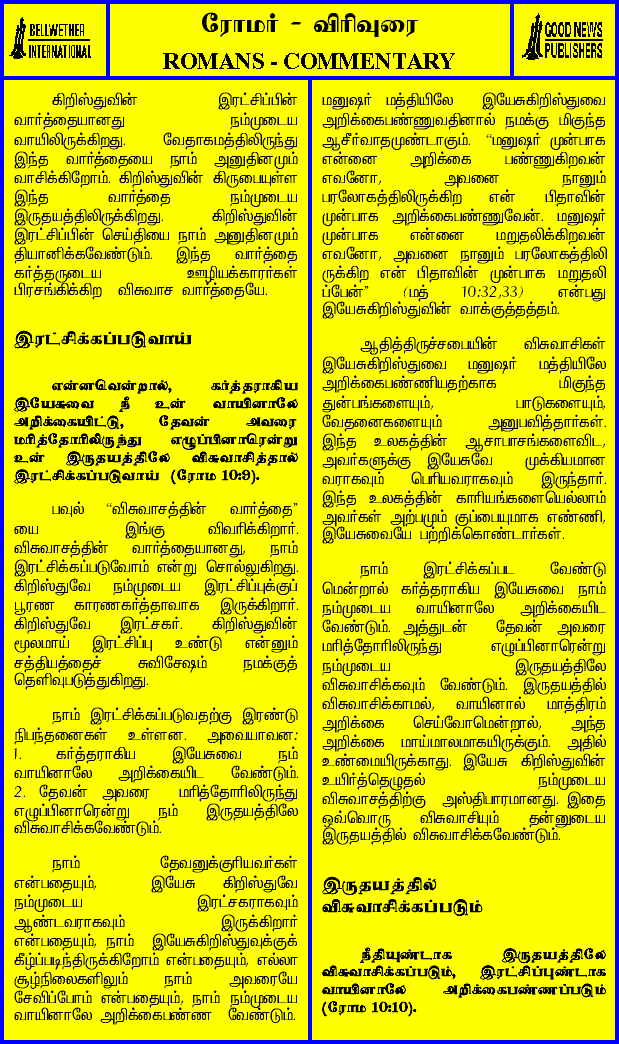 BELLWETHER
INTERNATIONAL
ரோமர் - விரிவுரை
ROMANS - COMMENTARY
GOOD NEWS
PUBLISHERS
கிறிஸ்துவின் இரட்சிப்பின்
வார்த்தையானது நம்முடைய
வாயிலிருக்கிறது. வேதாகமத்திலிருந்து
இந்த வார்த்தையை நாம் அனுதினமும்
வாசிக்கிறோம். கிறிஸ்துவின் கிருபையுள்ள
இந்த வார்த்தை நம்முடைய
இருதயத்திலிருக்கிறது. கிறிஸ்துவின்
இரட்சிப்பின் செய்தியை நாம் அனுதினமும்
தியானிக்கவேண்டும். இந்த வார்த்தை
கர்த்தருடைய ஊழியக்காரர்கள்
பிரசங்கிக்கிற விசுவாச வார்த்தையே.
இரட்சிக்கப்படுவாய்
என்னவென்றால், கர்த்தராகிய
இயேசுவை நீ உன் வாயினாலே
அறிக்கையிட்டு, தேவன் அவரை
மரித்தோரிலிருந்து எழுப்பினாரென்று
உன் இருதயத்திலே விசுவாசித்தால்
இரட்சிக்கப்படுவாய் (ரோம 10:9).
பவுல் “விசுவாசத்தின் வார்த்தை”
யை இங்கு விவரிக்கிறார்.
விசுவாசத்தின் வார்த்தையானது, நாம்
இரட்சிக்கப்படுவோம் என்று சொல்லுகிறது.
கிறிஸ்துவே நம்முடைய இரட்சிப்புக்குப்
பூரண காரணகர்த்தாவாக இருக்கிறார்.
கிறிஸ்துவே இரட்சகர். கிறிஸ்துவின்
மூலமாய் இரட்சிப்பு உண்டு என்னும்
சத்தியத்தைச் சுவிசேஷம் நமக்குத்
தெளிவுபடுத்துகிறது.
நாம் இரட்சிக்கப்படுவதற்கு இரண்டு
நிபந்தனைகள் உள்ளன. அவையாவன:
1. கர்த்தராகிய இயேசுவை நம்
வாயினாலே அறிக்கையிட வேண்டும்.
2. தேவன் அவரை மரித்தோரிலிருந்து
எழுப்பினாரென்று நம் இருதயத்திலே
விசுவாசிக்கவேண்டும்.
நாம் தேவனுக்குரியவர்கள்
என்பதையும், இயேசு கிறிஸ்துவே
நம்முடைய இரட்சகராகவும்
ஆண்டவராகவும் இருக்கிறார்
என்பதையும், நாம் இயேசுகிறிஸ்துவுக்குக்
கீழ்ப்படிந்திருக்கிறோம் என்பதையும், எல்லா
சூழ்நிலைகளிலும் நாம் அவரையே
சேவிப்போம் என்பதையும், நாம் நம்முடைய
வாயினாலே அறிக்கைபண்ண வேண்டும்.
மனுஷர் மத்தியிலே இயேசுகிறிஸ்துவை
அறிக்கைபண்ணுவதினால் நமக்கு மிகுந்த
ஆசீர்வாதமுண்டாகும். “மனுஷர் முன்பாக
என்னை அறிக்கை பண்ணுகிறவன்
எவனோ, அவனை நானும்
பரலோகத்திலிருக்கிற என் பிதாவின்
முன்பாக அறிக்கைபண்ணுவேன். மனுஷர்
முன்பாக என்னை மறுதலிக்கிறவன்
எவனோ, அவனை நானும் பரலோகத்திலி
ருக்கிற என் பிதாவின் முன்பாக மறுதலி
ப்பேன்” (மத் 10:32,33) என்பது
இயேசுகிறிஸ்துவின் வாக்குத்தத்தம்.
ஆதித்திருச்சபையின் விசுவாசிகள்
இயேசுகிறிஸ்துவை மனுஷர் மத்தியிலே
அறிக்கைபண்ணியதற்காக மிகுந்த
துன்பங்களையும், பாடுகளையும்,
வேதனைகளையும் அனுபவித்தார்கள்.
இந்த உலகத்தின் ஆசாபாசங்களைவிட,
அவர்களுக்கு இயேசுவே முக்கியமான
வராகவும் பெரியவராகவும் இருந்தார்.
இந்த உலகத்தின் காரியங்களையெல்லாம்
அவர்கள் அற்பமும் குப்பையுமாக எண்ணி,
இயேசுவையே பற்றிக்கொண்டார்கள்.
நாம் இரட்சிக்கப்பட வேண்டு
மென்றால் கர்த்தராகிய இயேசுவை நாம்
நம்முடைய வாயினாலே அறிக்கையிட
வேண்டும். அத்துடன் தேவன் அவரை
மரித்தோரிலிருந்து எழுப்பினாரென்று
நம்முடைய இருதயத்திலே
விசுவாசிக்கவும் வேண்டும். இருதயத்தில்
விசுவாசிக்காமல், வாயினால் மாத்திரம்
அறிக்கை செய்வோமென்றால், அந்த
அறிக்கை மாய்மாலமாகயிருக்கும். அதில்
உண்மையிருக்காது. இயேசு கிறிஸ்துவின்
உயிர்த்தெழுதல் நம்முடைய
விசுவாசத்திற்கு அஸ்திபாரமானது. இதை
ஒவ்வொரு விசுவாசியும் தன்னுடைய
இருதயத்தில் விசுவாசிக்கவேண்டும்.
இருதயத்தில்
விசுவாசிக்கப்படும்
நீதியுண்டாக இருதயத்திலே
விசுவாசிக்கப்படும், இரட்சிப்புண்டாக
வாயினாலே அறிக்கைபண்ணப்படும்
(ரோம 10:10).